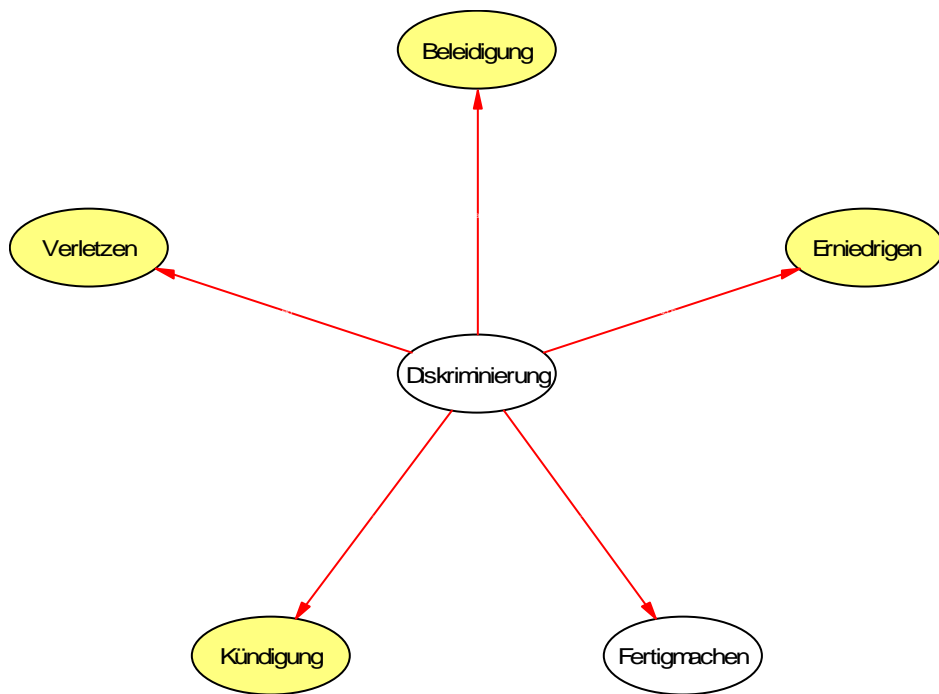 Beleidigung
Verletzen
Erniedrigen
Diskriminierung
Kündigung
Fertigmachen